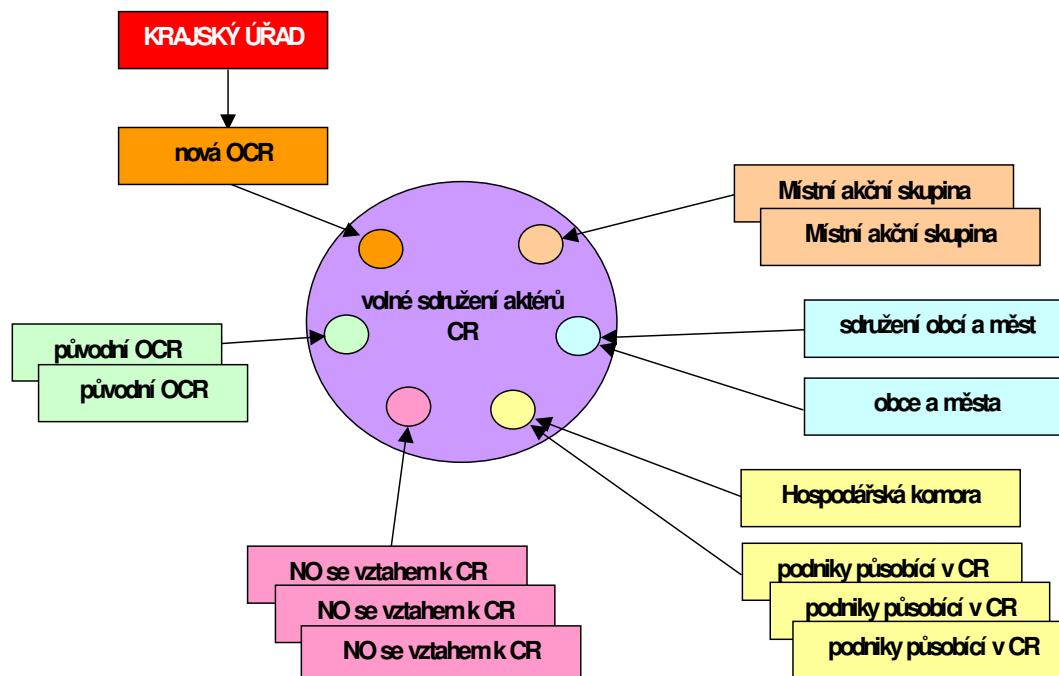 KRAJSKÝ ÚŘAD
nová OCR
Místní akční skupina
Místní akční skupina
volné sdružení aktérů
CR
sdružení obcí a měst
původní OCR
původní OCR
obce a města
Hospodářská komora
NO se vztahem k CR
NO se vztahem k CR
NO se vztahem k CR
podniky působící v CR
podniky působící v CR
podniky působící v CR